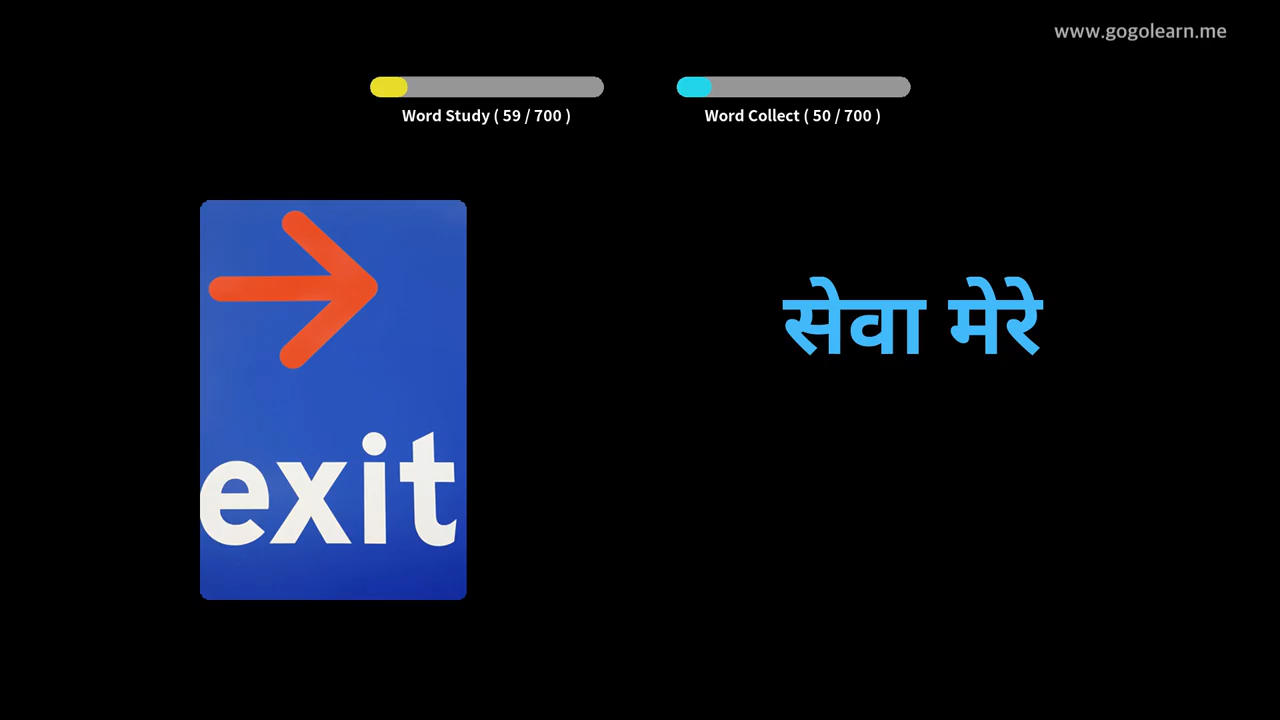 www.gogolearn.me
Word Study ( 59 / 700 )
Word Collect ( 50 / 700 )
सेवा मेरे
exit